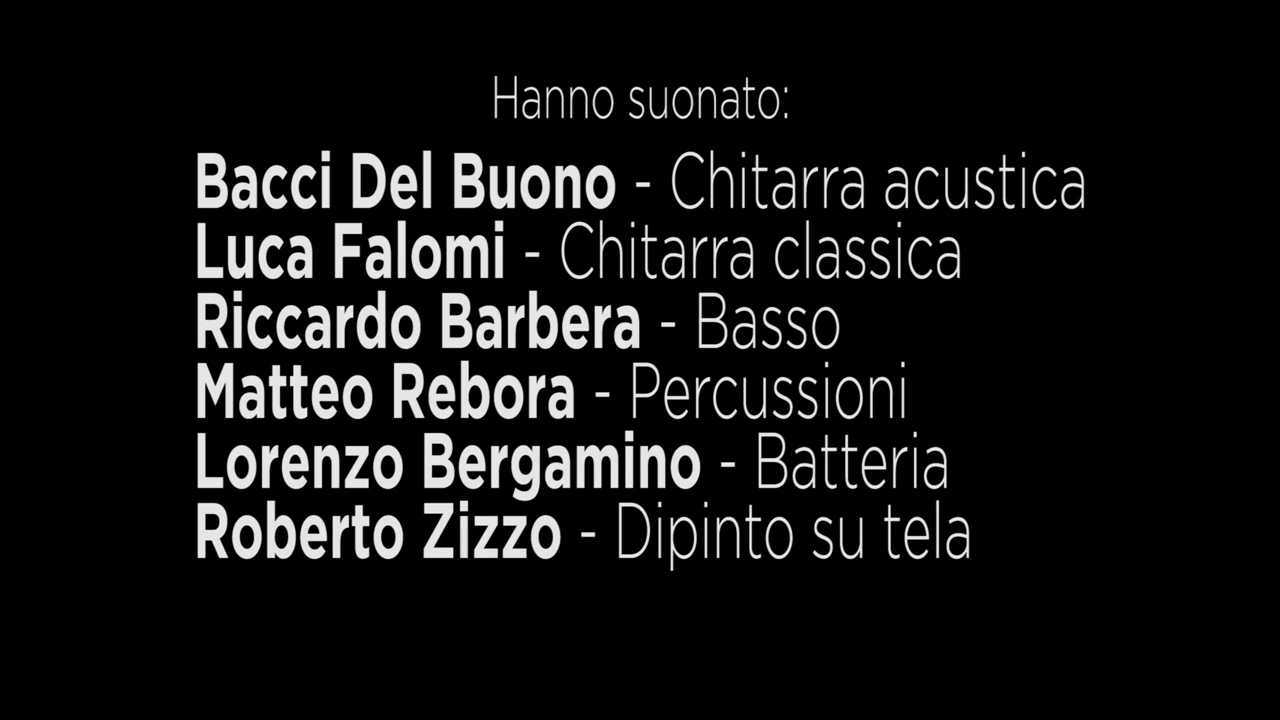 Hanno suonato:
Bacci Del Buono - Chitarra acustica
Luca Falomi - Chitarra classica
Riccardo Barbera - Basso
Matteo Rebora - Percussioni
Lorenzo Bergamino - Batteria
Roberto Zizzo - Dipinto su tela